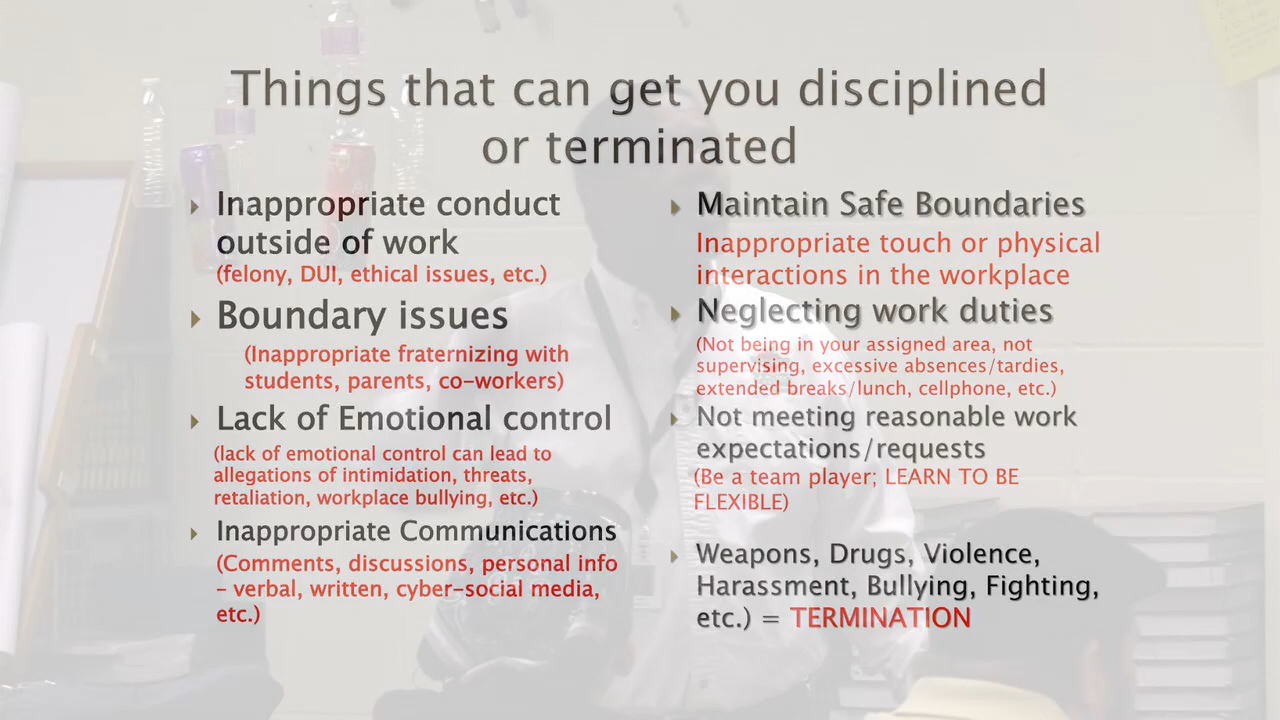 Things that can get you disciplined
or terminated
Inappropriate conduct
outside of work
(felony, DUI, ethical issues, etc.)
Boundary issues
(Inappropriate fraternizing with
students, parents, co-workers)
Lack of Emotional control
(lack of emotional control can lead to
allegations of intimidation, threats,
retaliation, workplace bullying, etc.)
Inappropriate Communications
(Comments, discussions, personal info
– verbal, written, cyber-social media,
etc.)
Maintain Safe Boundaries
Inappropriate touch or physical
interactions in the workplace
Neglecting work duties
(Not being in your assigned area, not
supervising, excessive absences/tardies,
extended breaks/lunch, cellphone, etc.)
Not meeting reasonable work
expectations/requests
(Be a team player; LEARN TO BE
FLEXIBLE)
Weapons, Drugs, Violence,
Harassment, Bullying, Fighting,
etc.) = TERMINATION